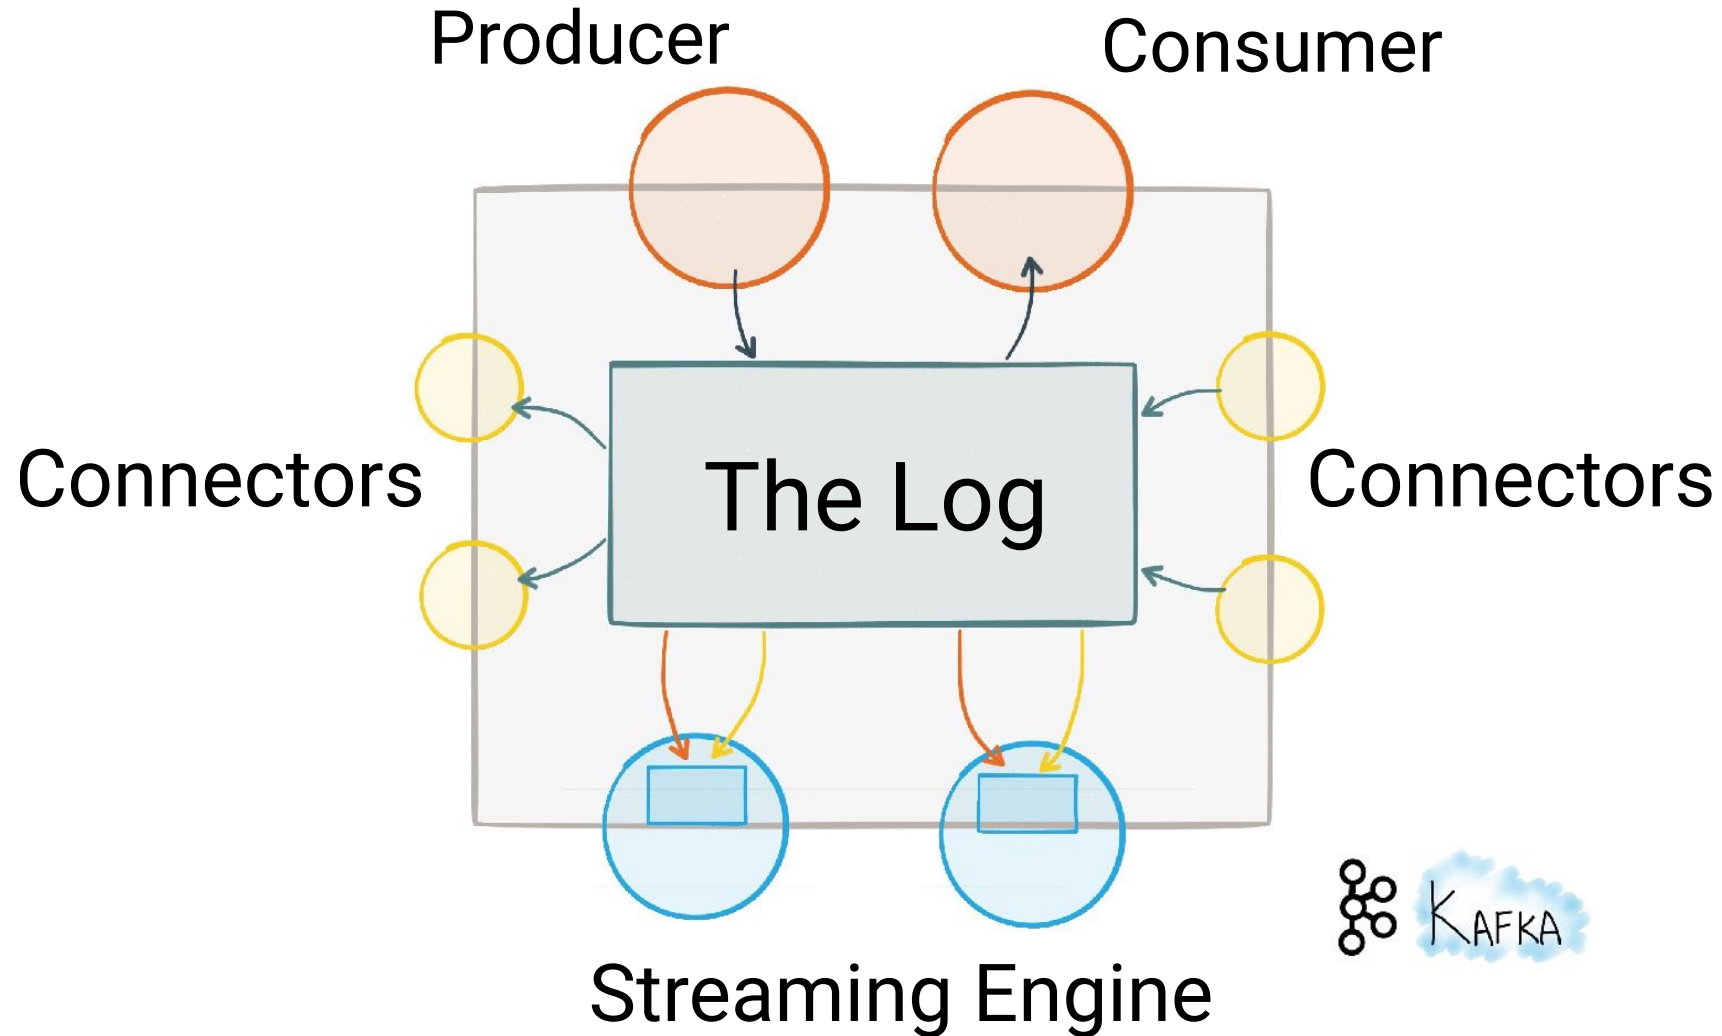 Producer
Consumer
Connectors
The Log
Connectors
KAFKA
Streaming Engine